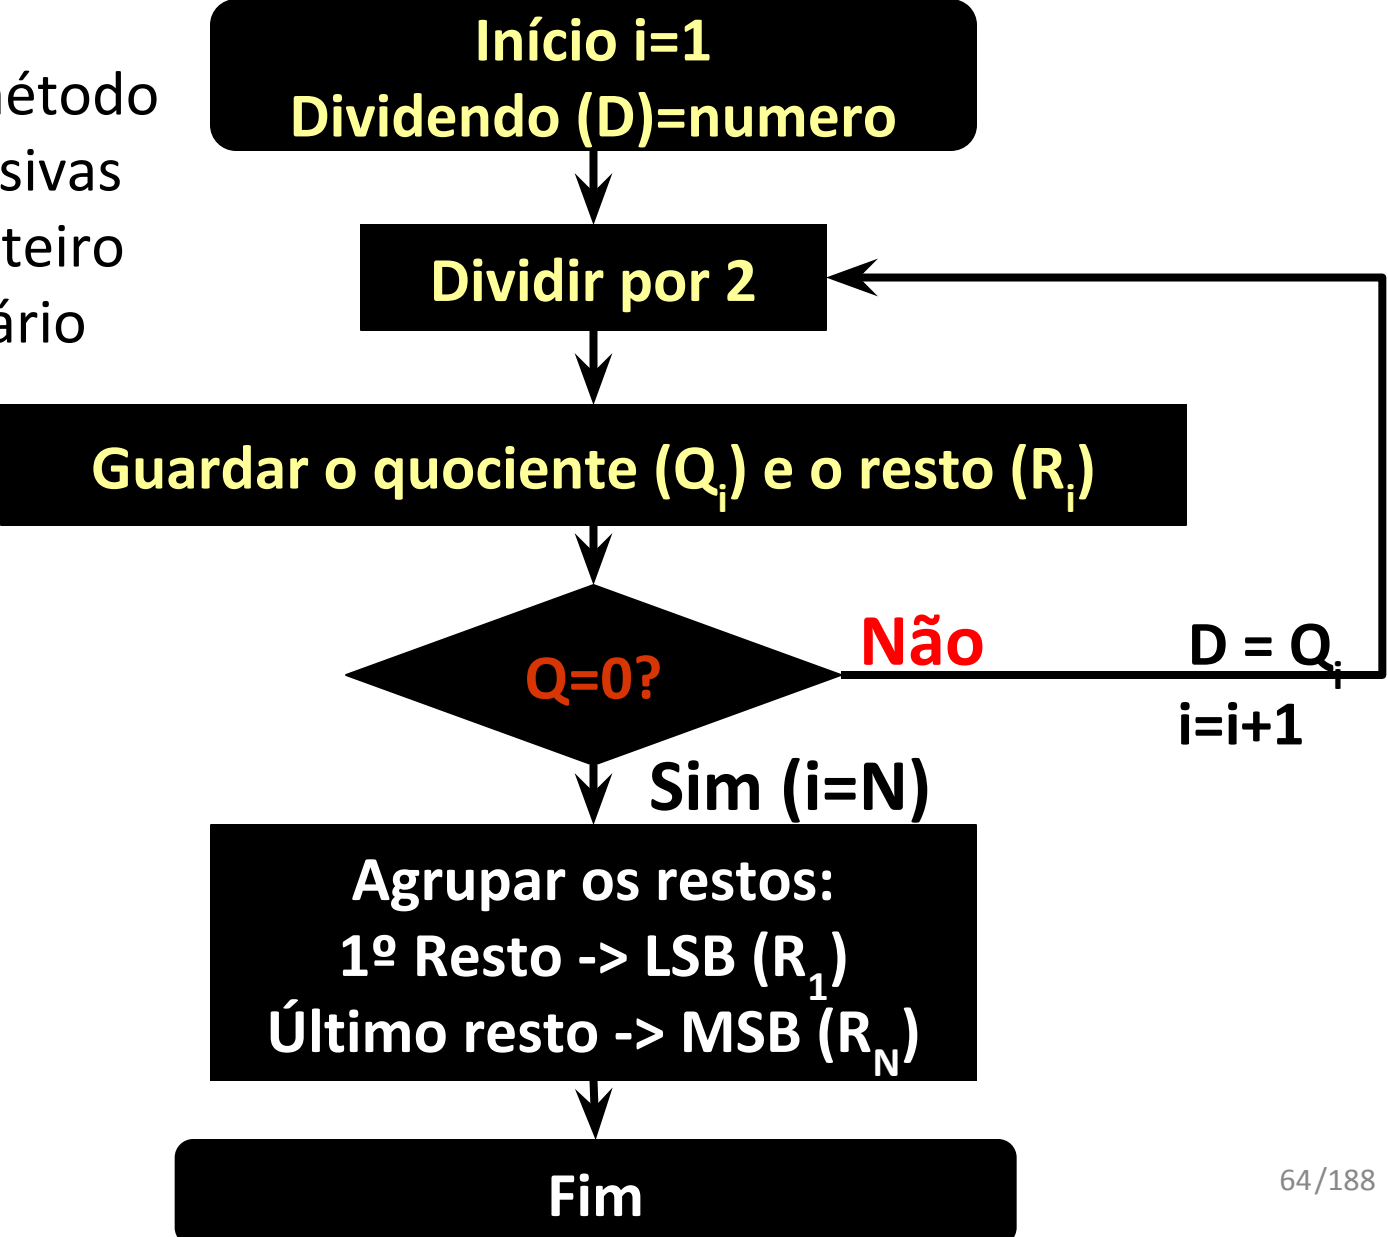 Início i=1
Dividendo (D)=numero
étodo
sivas
teiro
ário
Dividir por 2
Guardar o quociente (Qi) e o resto (Ri)
Q=0?
Não
D = Qi
i=i+1
Sim (i=N)
Agrupar os restos:
1º Resto -> LSB (R1)
Último resto -> MSB (RN)
Fim
64/188